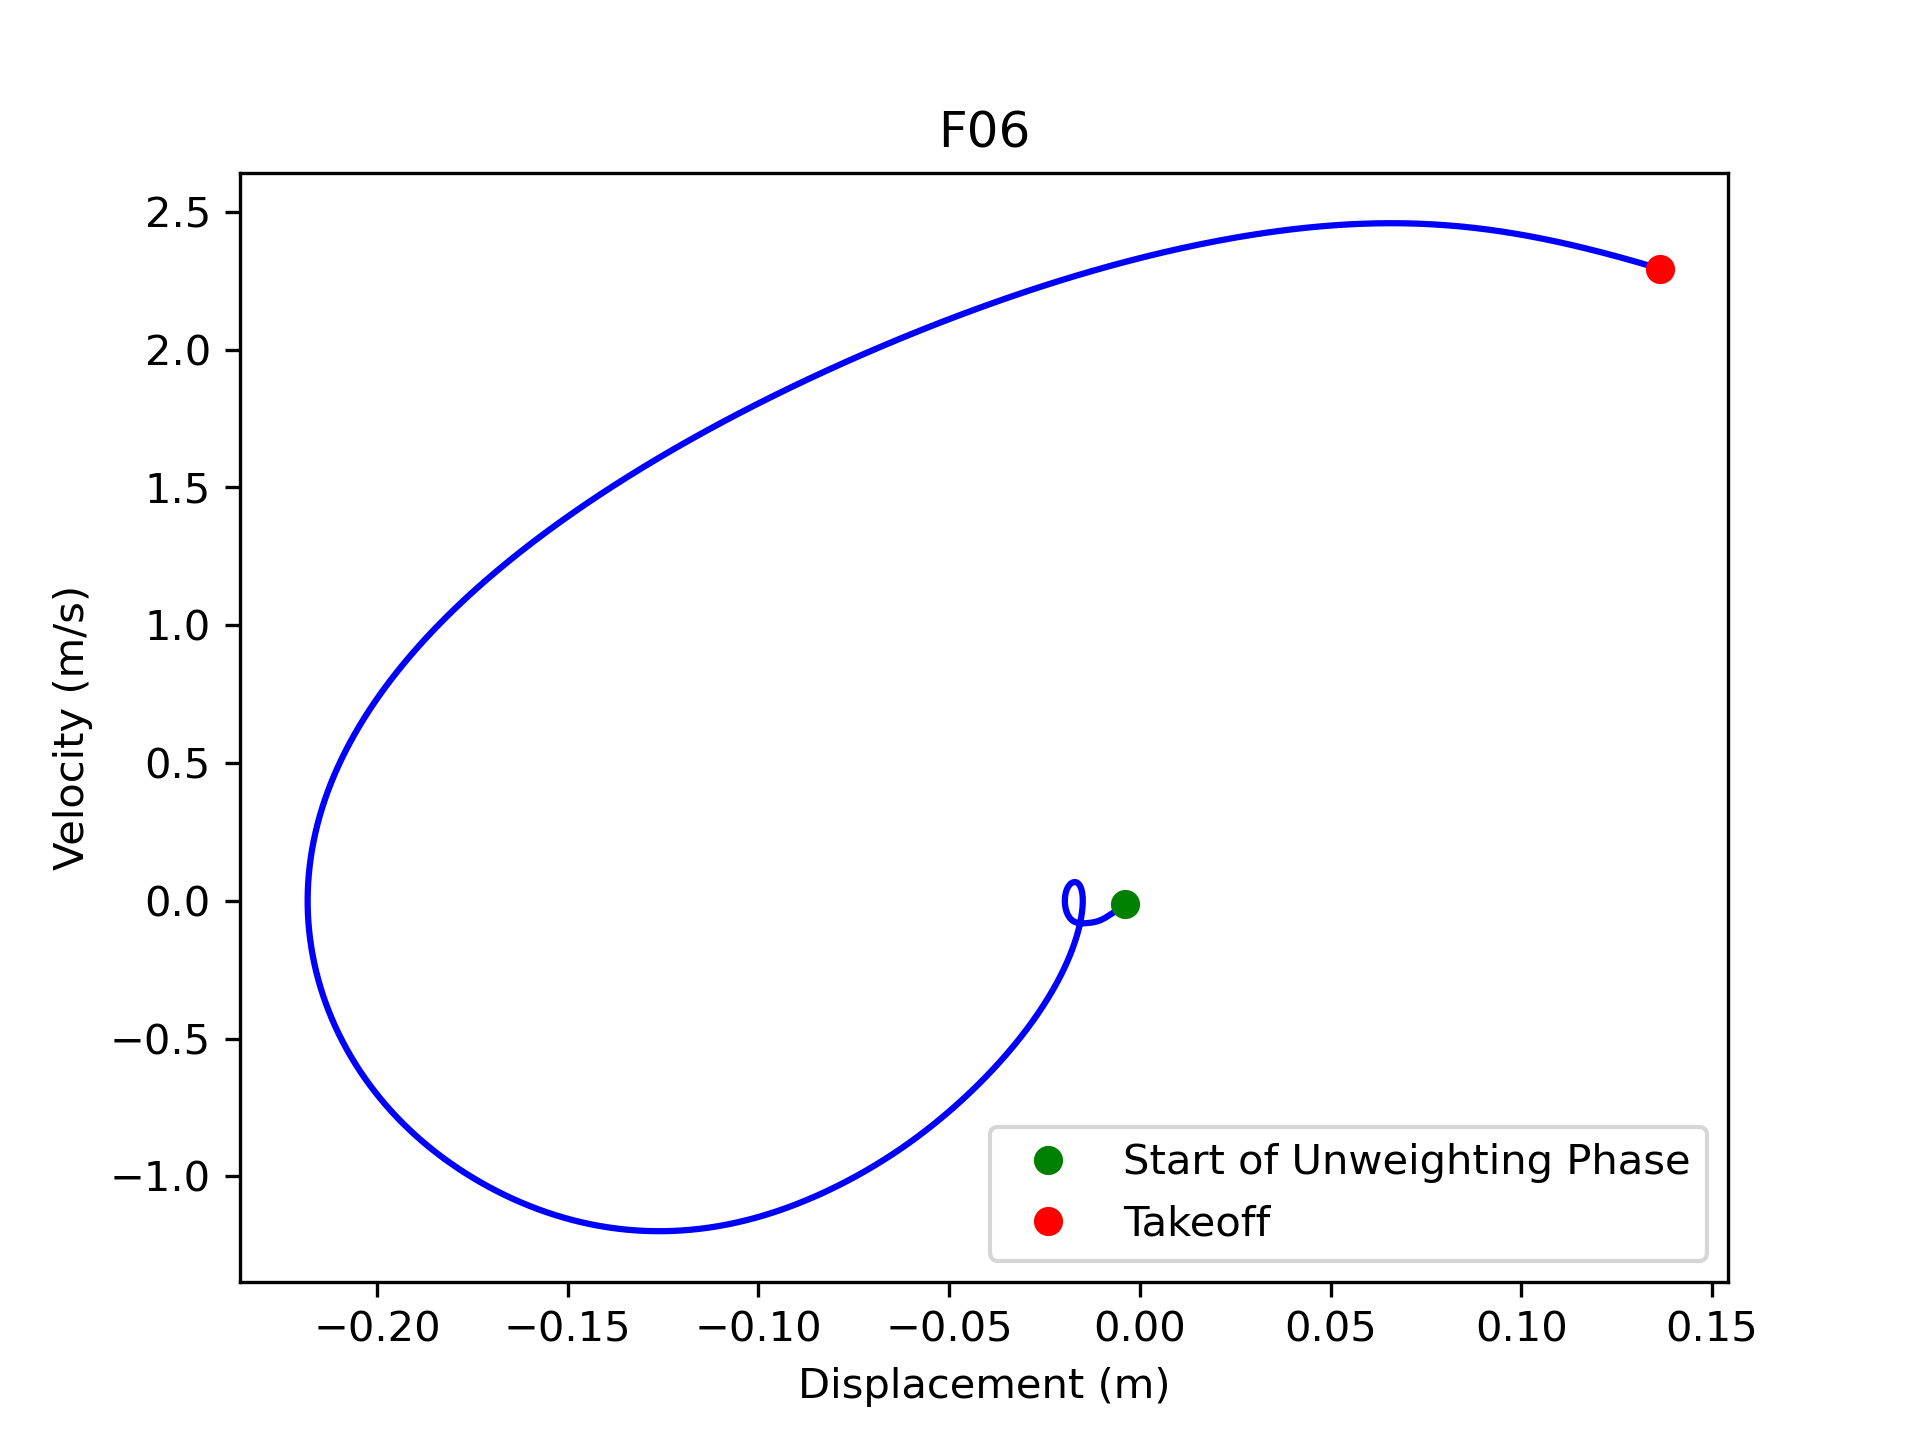 F06
2.5
2.0
1.5
1.0
0.5
0.0
−0.5
−1.0
Velocity (m/s)
Start of Unweighting Phase
Takeoff
−0.20 −0.15 −0.10 −0.05 0.00 0.05 0.10 0.15
Displacement (m)